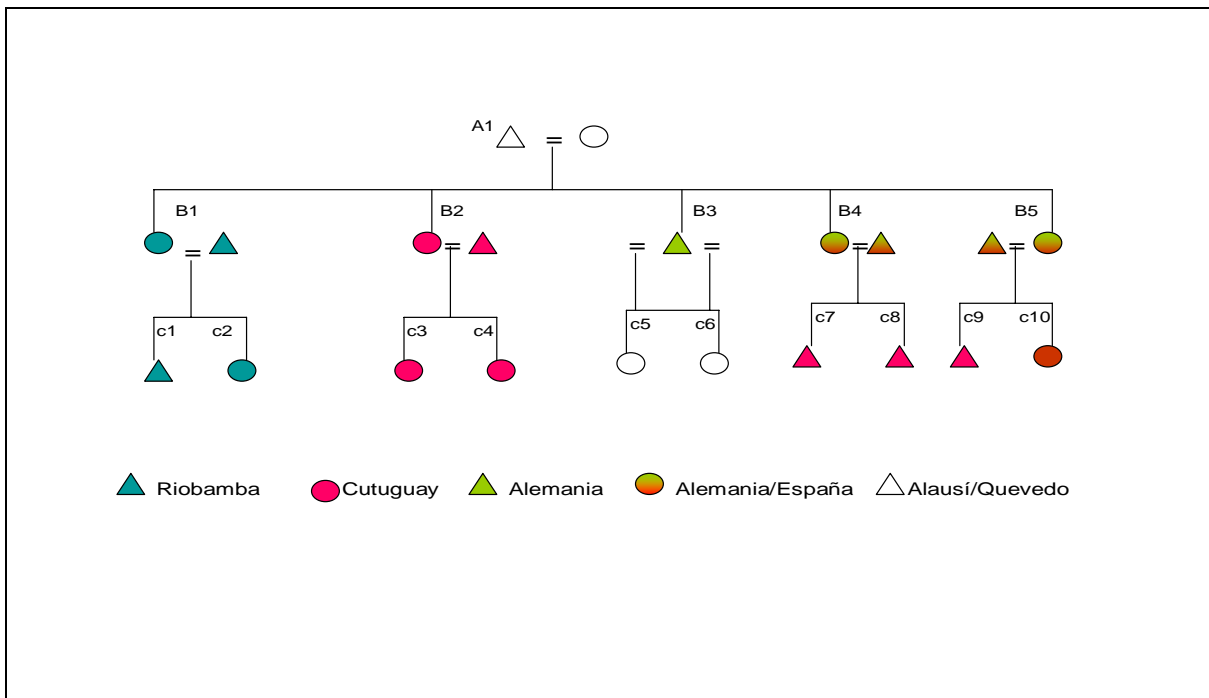 A1
B1 B2 B3 B4 B5
c1 c2 c3 c4 c5 c6 c7 c8 c9 c10
Riobamba Cutuguay Alemania Alemania/España Alausí/Quevedo